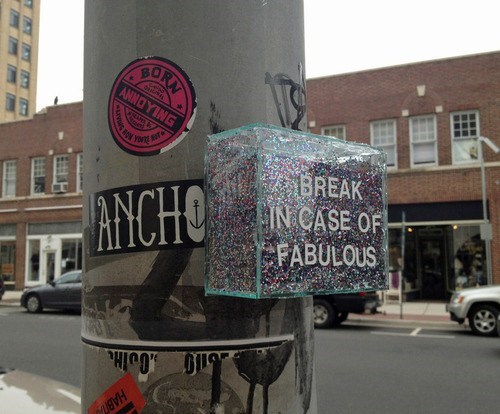 BORN
ANNOYING
BREAK
IN CASE OF
FABULOUS
ANCHO